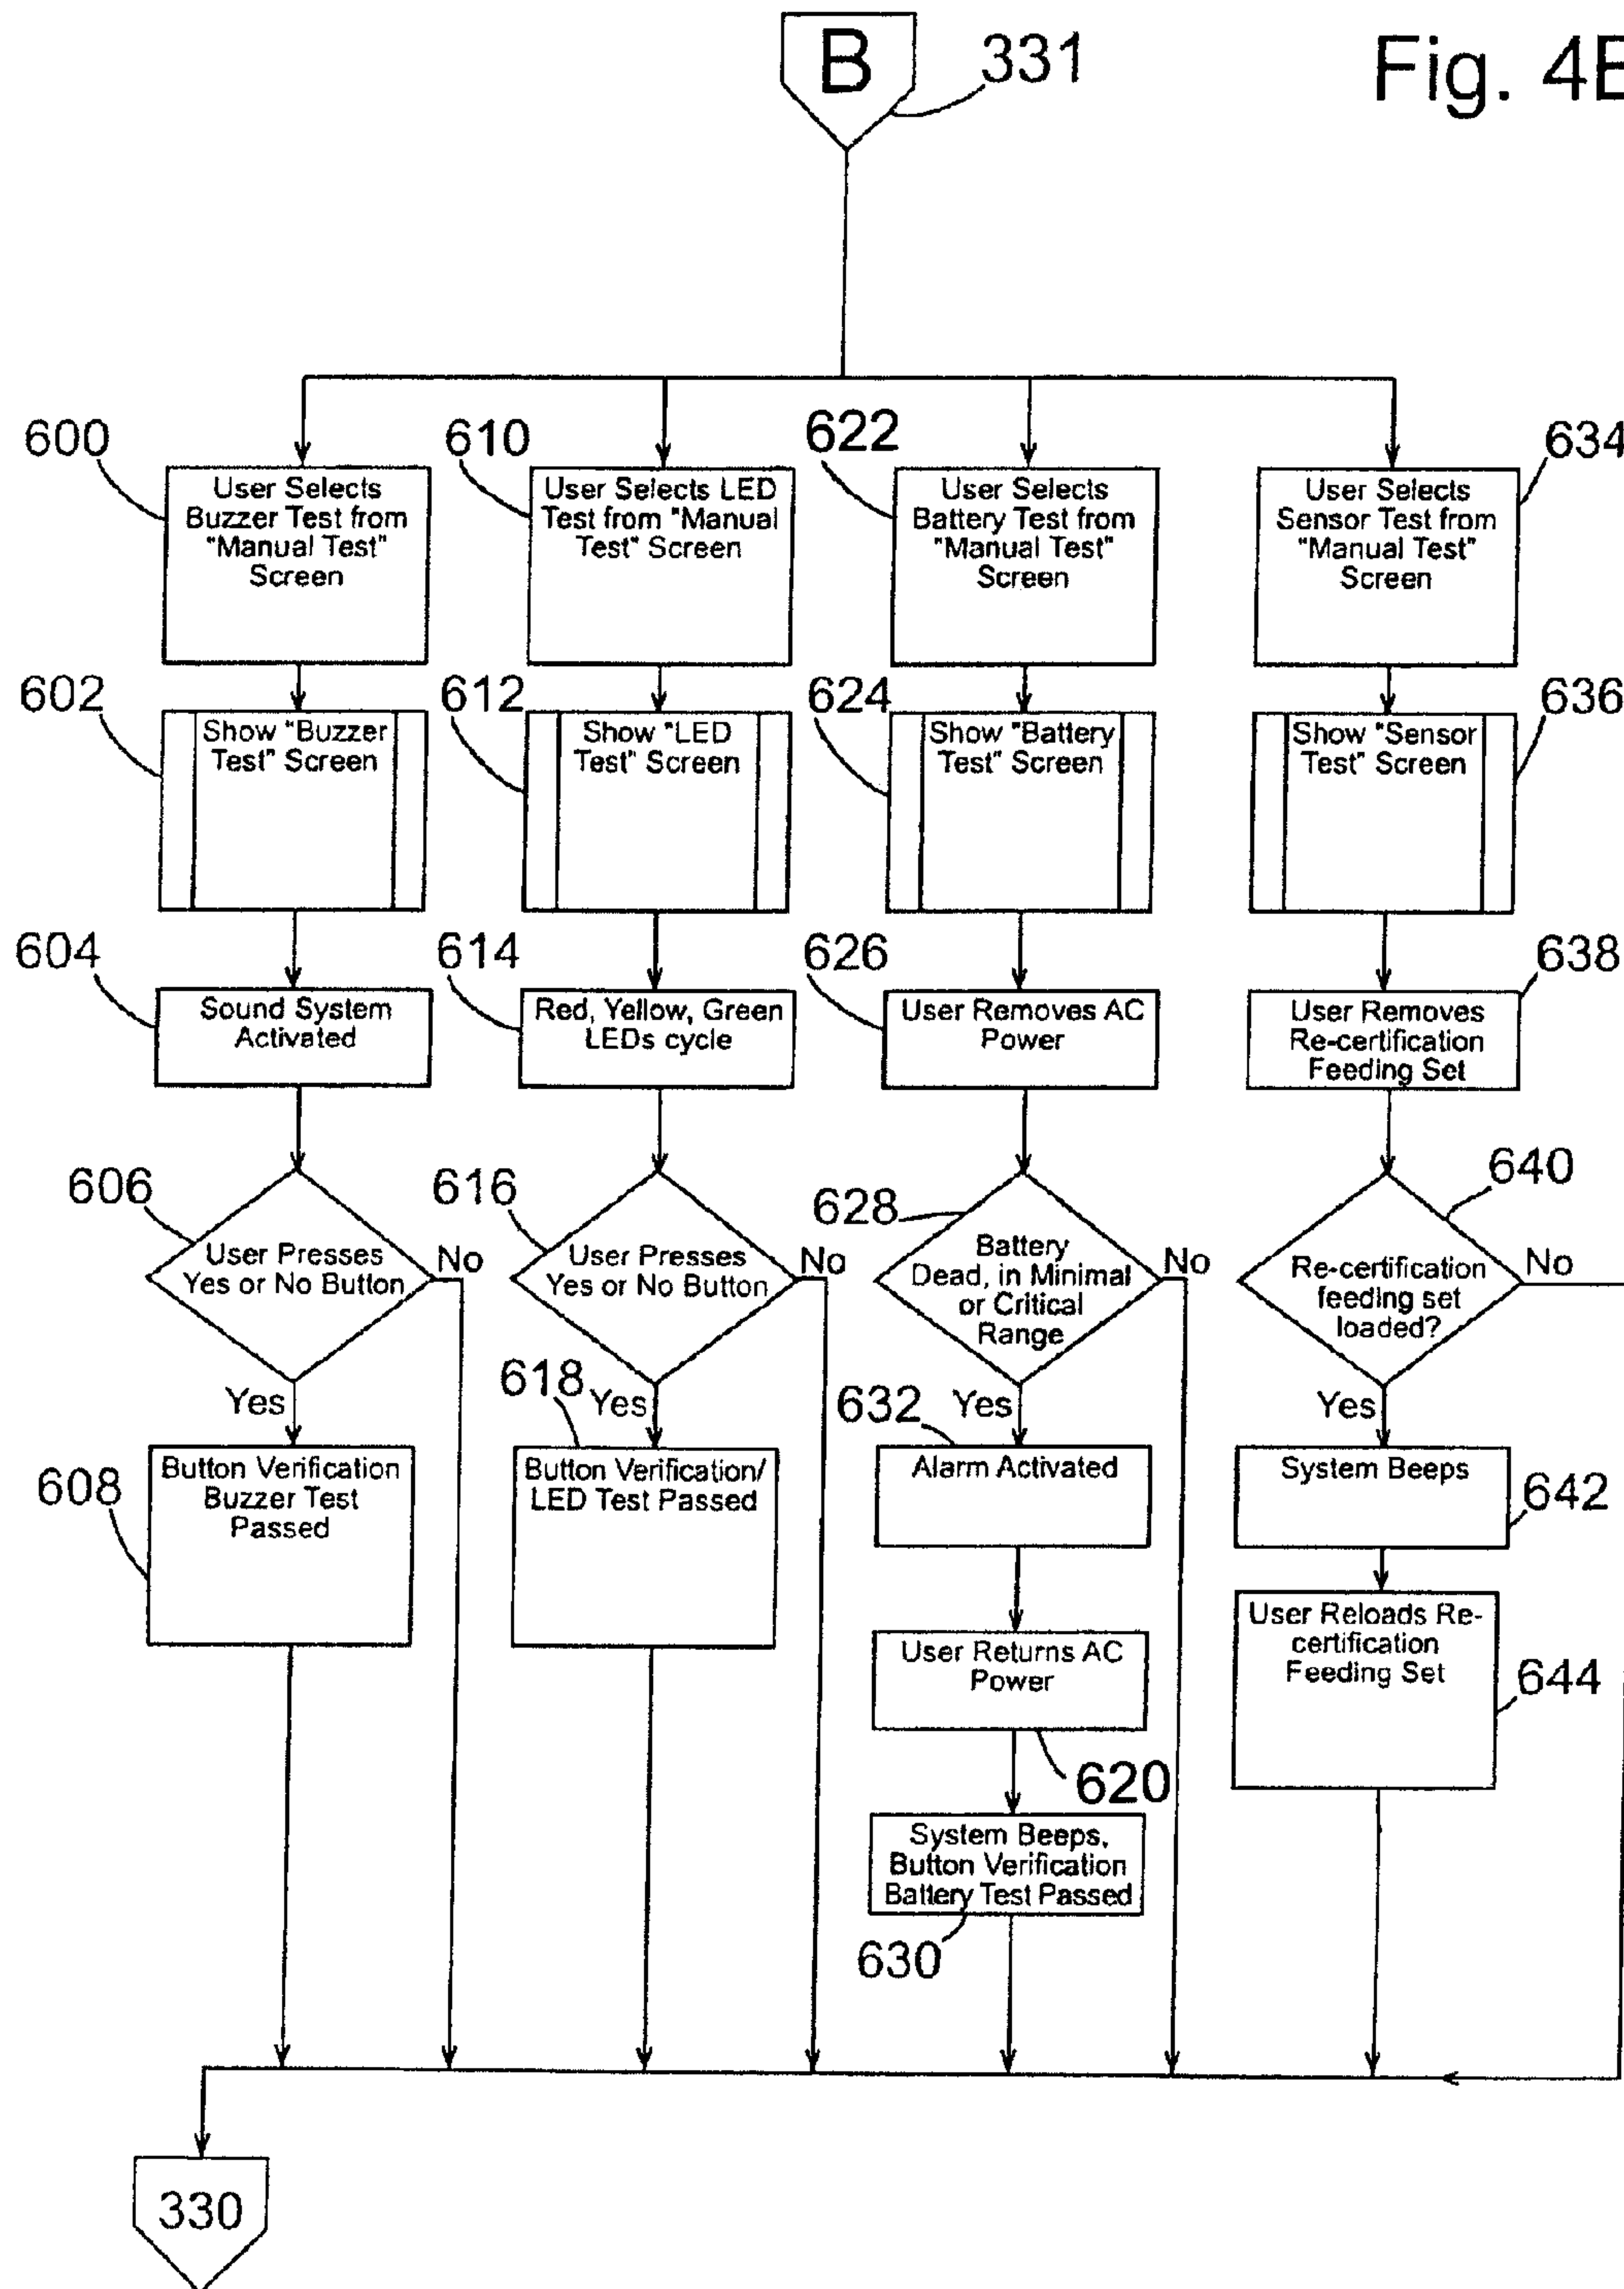 B
331
Fig. 4B
600
610
622
634
User Selects
Buzzer Test from
"Manual Test"
Screen
User Selects LED
Test from "Manual
Test" Screen
User Selects
Battery Test from
"Manual Test"
Screen
User Selects
Sensor Test from
"Manual Test"
Screen
602
612
624
636
Show "Buzzer
Test" Screen
Show "LED
Test" Screen
Show "Battery
Test" Screen
Show "Sensor
Test" Screen
604
614
626
638
Sound System
Activated
Red, Yellow, Green
LEDs cycle
User Removes AC
Power
User Removes
Re-certification
Feeding Set
606
616
628
640
User Presses
Yes or No Button
No
User Presses
Yes or No Button
No
Battery
Dead, in Minimal
or Critical
Range
No
Re-certification
feeding set
loaded?
No
Yes
618
Yes
632
Yes
Yes
608
Button Verification
Buzzer Test
Passed
Button Verification/
LED Test Passed
Alarm Activated
System Beeps
642
User Returns AC
Power
620
User Reloads Re-
certification
Feeding Set
644
System Beeps,
Button Verification
Battery Test Passed
630
330